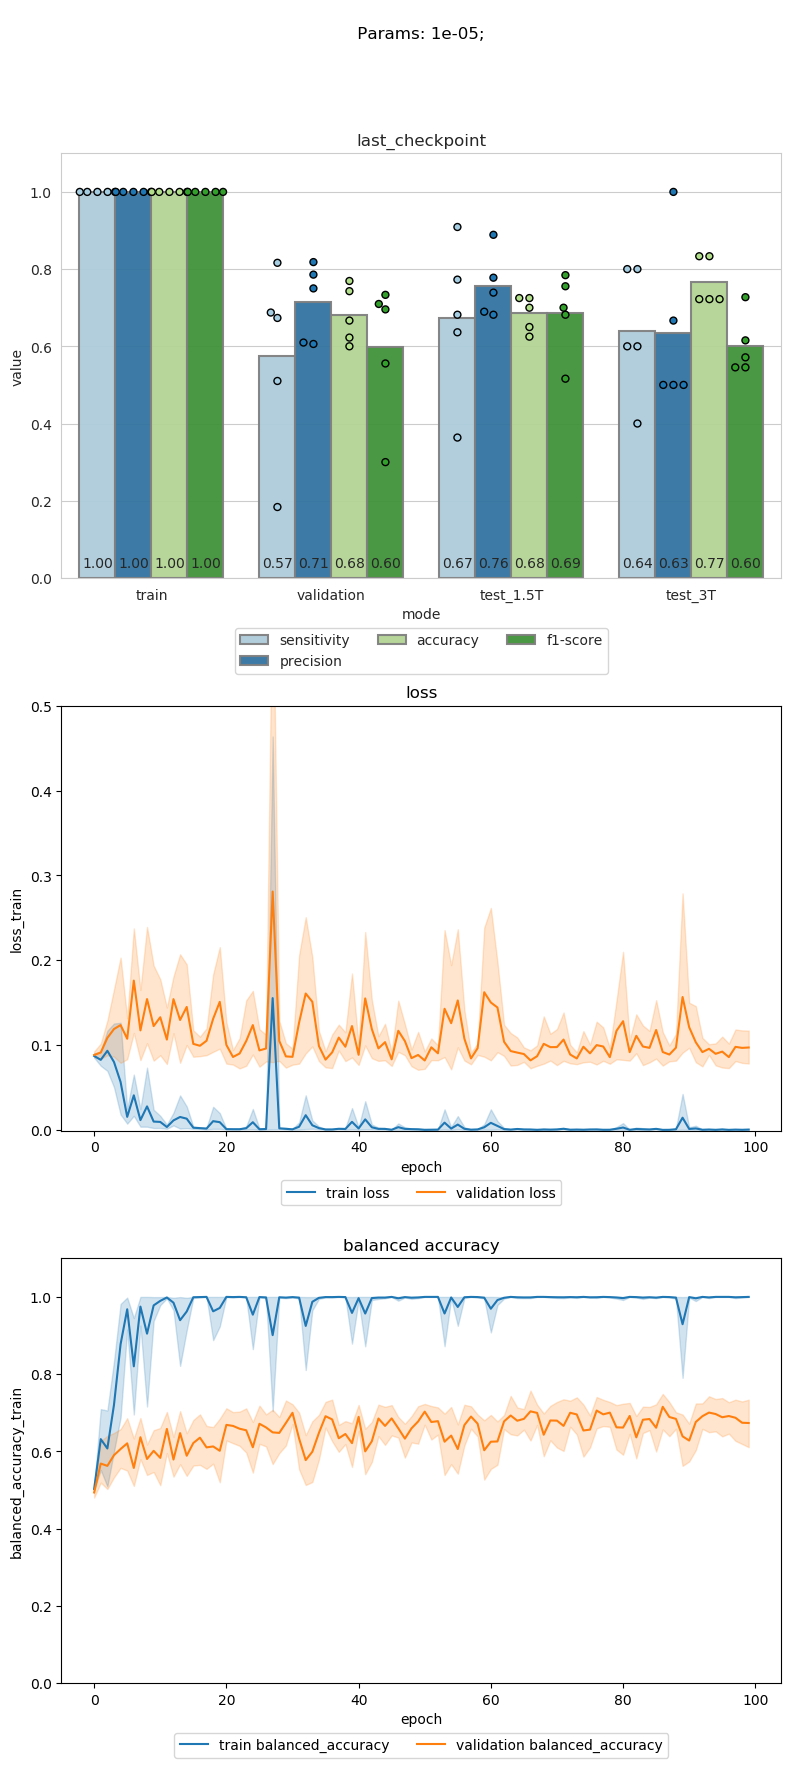 Params: 1e-05;
last_checkpoint
value
1.0
0.8
0.6
0.4
0.2
0.0
1.00 1.00 1.00 1.00 0.57 0.71 0.68 0.60 0.67 0.76 0.68 0.69 0.64 0.63 0.77 0.60
train validation test_1.5T test_3T
mode
sensitivity accuracy f1-score
precision
loss
loss_train
0.5
0.4
0.3
0.2
0.1
0.0
0 20 40 60 80 100
epoch
train loss validation loss
balanced accuracy
balanced_accuracy_train
1.0
0.8
0.6
0.4
0.2
0.0
0 20 40 60 80 100
epoch
train balanced_accuracy validation balanced_accuracy